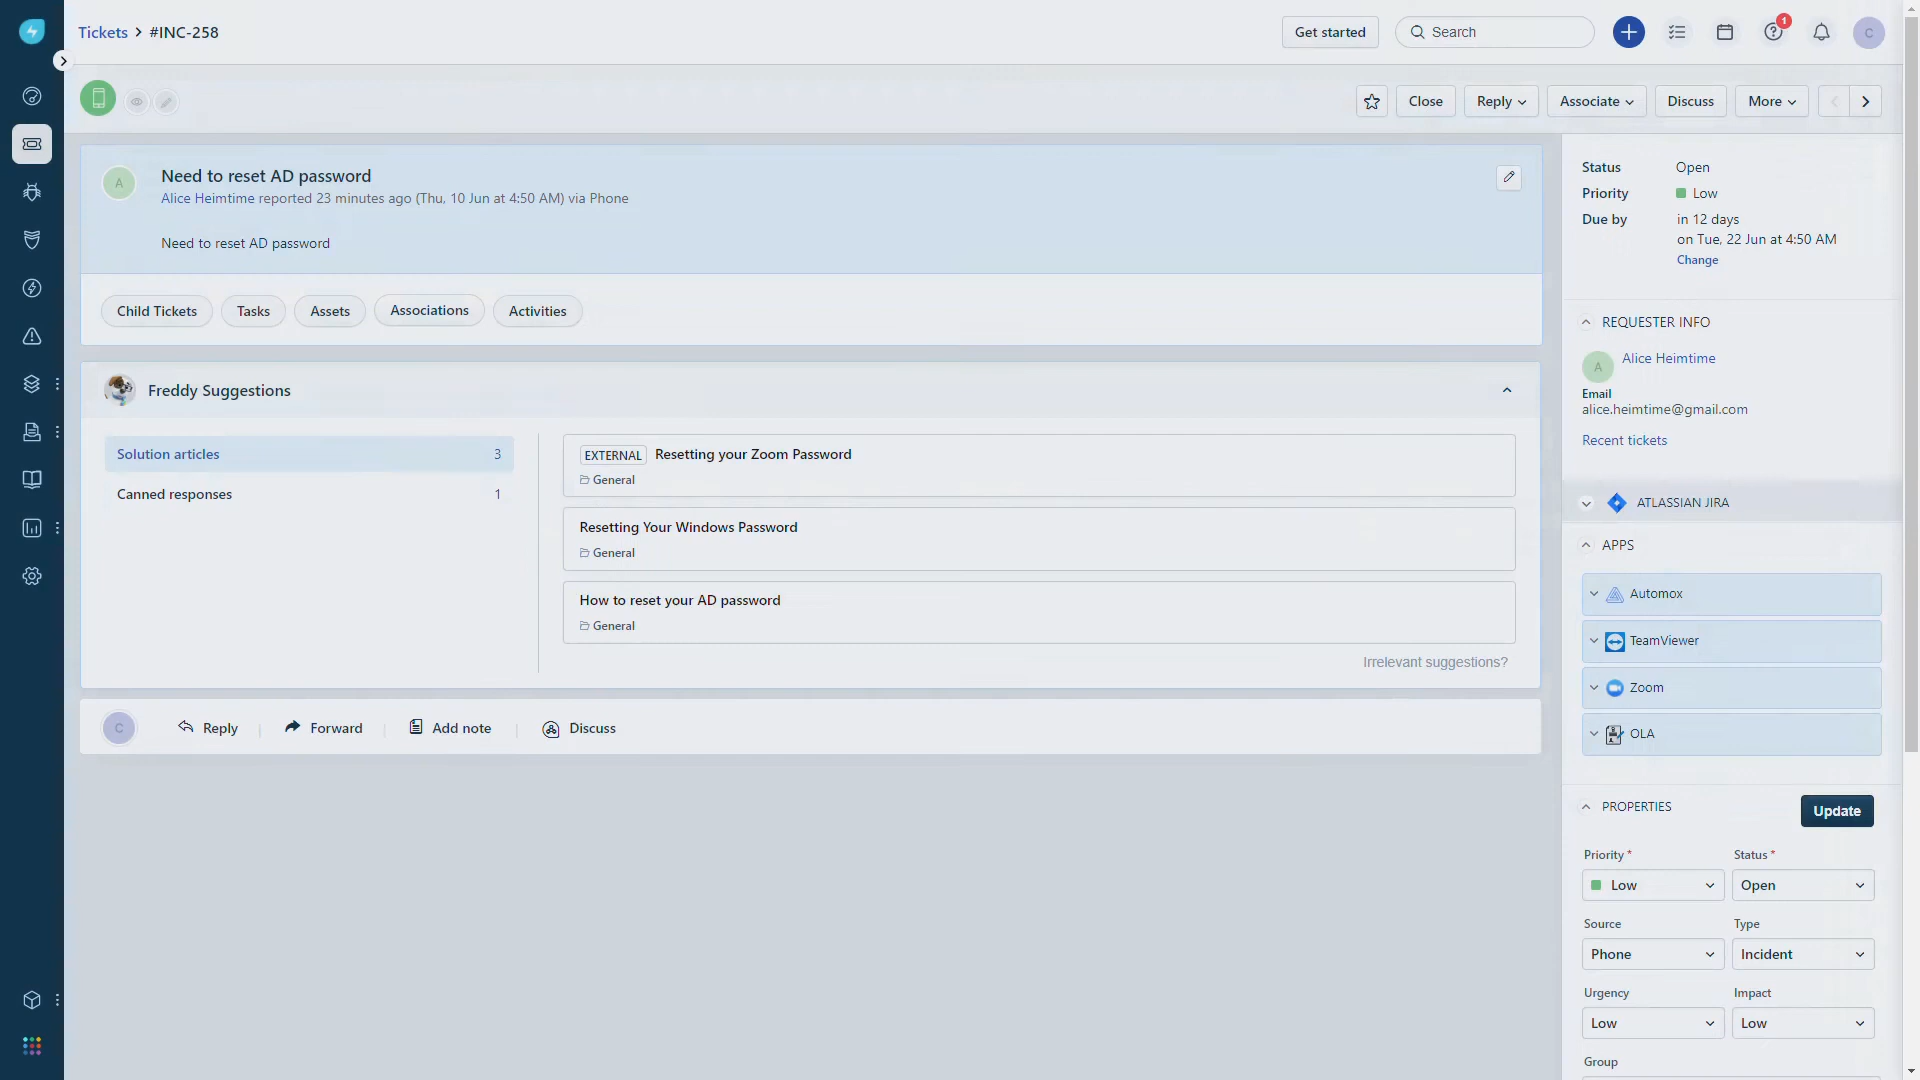 Tickets > #INC-258
Get started
Search
1
C
Close
Reply
Associate
Discuss
More
A
Need to reset AD password
Alice Heimtime reported 23 minutes ago (Thu, 10 Jun at 4:50 AM) via Phone
Need to reset AD password
Child Tickets
Tasks
Assets
Associations
Activities
Freddy Suggestions
Solution articles 3
Canned responses 1
EXTERNAL Resetting your Zoom Password
General
Resetting Your Windows Password
General
How to reset your AD password
General
Irrelevant suggestions?
C
Reply
Forward
Add note
Discuss
Status Open
Priority Low
Due by in 12 days
on Tue, 22 Jun at 4:50 AM
Change
REQUESTER INFO
A
Alice Heimtime
Email
alice.heimtime@gmail.com
Recent tickets
ATLASSIAN JIRA
APPS
Automox
TeamViewer
Zoom
OLA
PROPERTIES
Update
Priority * Status *
Low Open
Source Type
Phone Incident
Urgency Impact
Low Low
Group